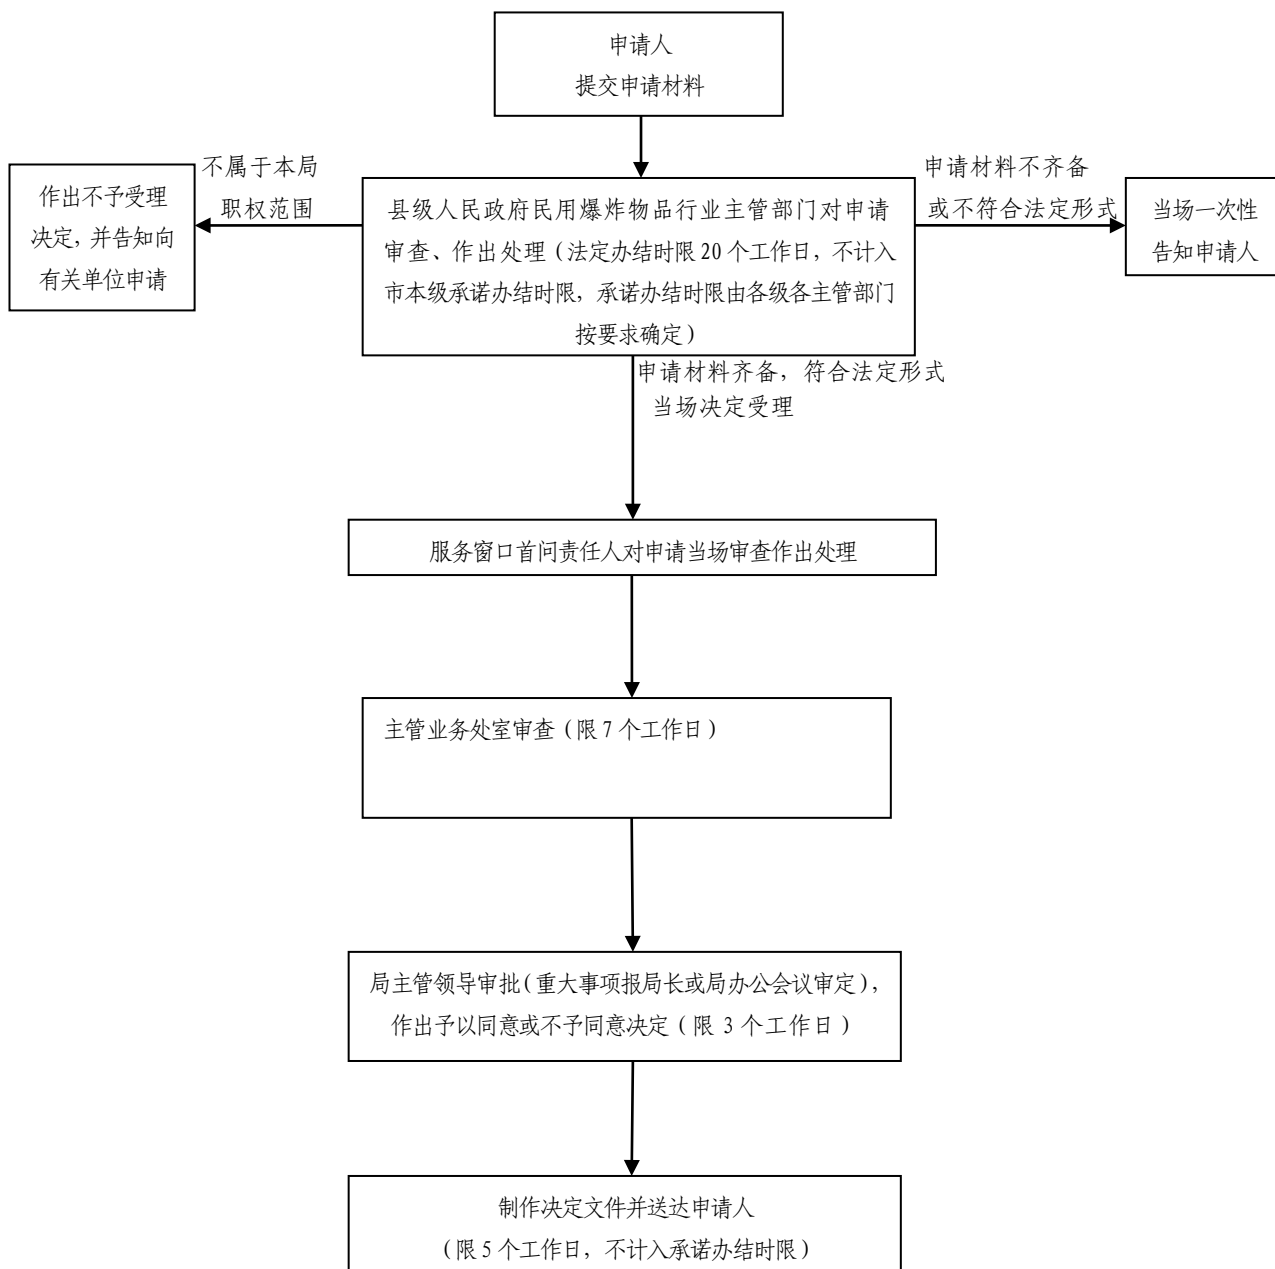 申请人
提交申请材料
不属于本局
职权范围
作出不予受理
决定，并告知向
有关单位申请
县级人民政府民用爆炸物品行业主管部门对申请
审查、作出处理（法定办结时限 20 个工作日，不计入
市本级承诺办结时限，承诺办结时限由各级各主管部门
按要求确定）
申请材料不齐备
或不符合法定形式
当场一次性
告知申请人
申请材料齐备，符合法定形式
当场决定受理
服务窗口首问责任人对申请当场审查作出处理
主管业务处室审查（限 7 个工作日）
局主管领导审批（重大事项报局长或局办公会议审定），
作出予以同意或不予同意决定（限 3 个工作日）
制作决定文件并送达申请人
（限 5 个工作日，不计入承诺办结时限）